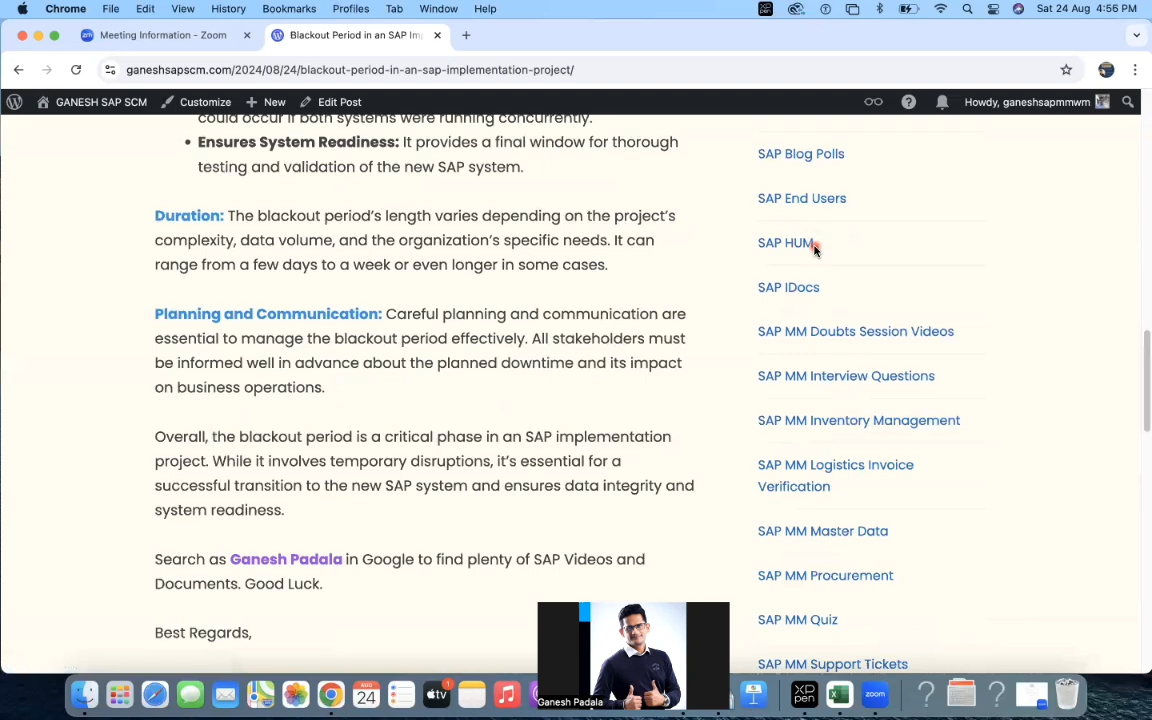 Chrome File Edit View History Bookmarks Profiles Tab Window Help Sat 24 Aug 4:56 PM
Meeting Information - Zoom
Blackout Period in an SAP Im
ganeshsapscm.com/2024/08/24/blackout-period-in-an-sap-implementation-project/
GANESH SAP SCM Customize New Edit Post Howdy, ganeshsapmmwm
could occur if both systems were running concurrently.
• Ensures System Readiness: It provides a final window for thorough
testing and validation of the new SAP system.
Duration: The blackout period's length varies depending on the project's
complexity, data volume, and the organization's specific needs. It can
range from a few days to a week or even longer in some cases.
Planning and Communication: Careful planning and communication are
essential to manage the blackout period effectively. All stakeholders must
be informed well in advance about the planned downtime and its impact
on business operations.
Overall, the blackout period is a critical phase in an SAP implementation
project. While it involves temporary disruptions, it's essential for a
successful transition to the new SAP system and ensures data integrity and
system readiness.
Search as Ganesh Padala in Google to find plenty of SAP Videos and
Documents. Good Luck.
Best Regards,
SAP Blog Polls
SAP End Users
SAP HUM
SAP IDocs
SAP MM Doubts Session Videos
SAP MM Interview Questions
SAP MM Inventory Management
SAP MM Logistics Invoice
Verification
SAP MM Master Data
SAP MM Procurement
SAP MM Quiz
SAP MM Support Tickets
Ganesh Padala
AUG
24
tv
1
XP
PEN
zoom